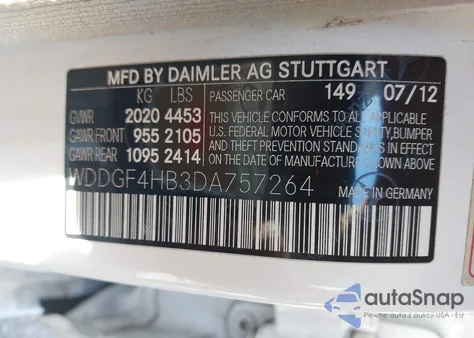 MFD BY DAIMLER AG STUTTGART
KG LBS PASSENGER CAR 149 07/12
GVWR 2020 4453
GAWR FRONT 955 2105
GAWR REAR 1095 2414
THIS VEHICLE CONFORMS TO ALL APPLICABLE
U.S. FEDERAL MOTOR VEHICLE SAFETY, BUMPER
AND THEFT PREVENTION STANDARDS IN EFFECT
ON THE DATE OF MANUFACTURE SHOWN ABOVE
WDDGF4HB3DA757264
MADE IN GERMANY
autoSnap
Pewne auto z aukcji USA - EU